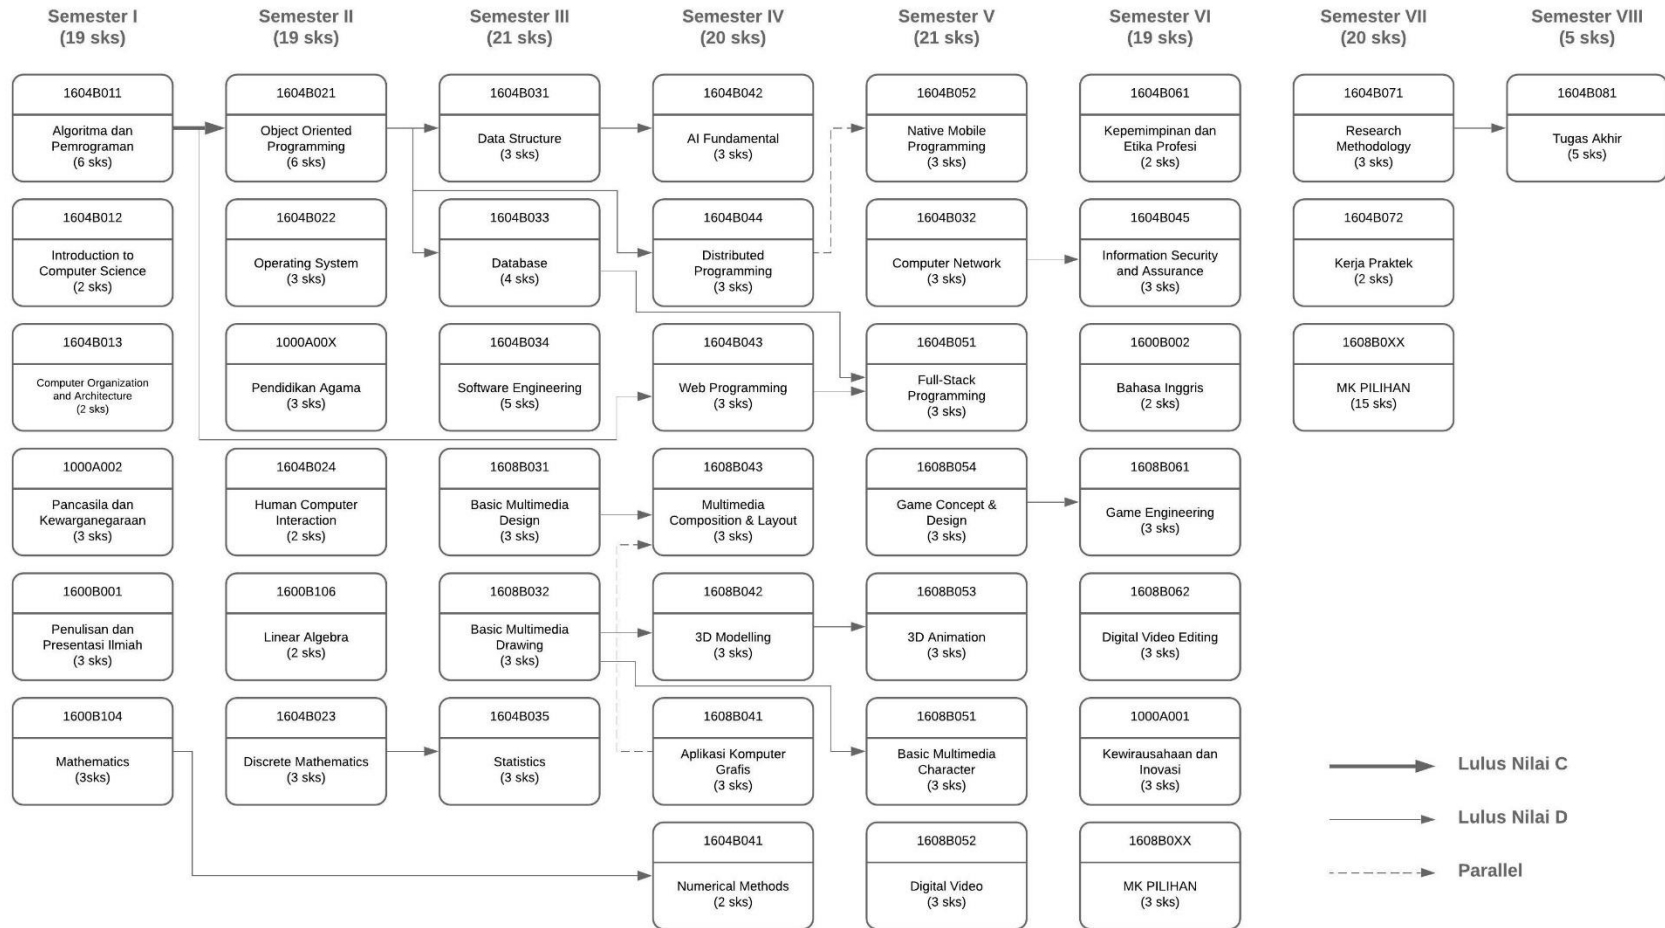 Semester I
(19 sks)
Semester II
(19 sks)
Semester III
(21 sks)
Semester IV
(20 sks)
Semester V
(21 sks)
Semester VI
(19 sks)
Semester VII
(20 sks)
Semester VIII
(5 sks)
1604B011
Algoritma dan
Pemrograman
(6 sks)
1604B021
Object Oriented
Programming
(6 sks)
1604B031
Data Structure
(3 sks)
1604B042
AI Fundamental
(3 sks)
1604B052
Native Mobile
Programming
(3 sks)
1604B061
Kepemimpinan dan
Etika Profesi
(2 sks)
1604B071
Research
Methodology
(3 sks)
1604B081
Tugas Akhir
(5 sks)
1604B012
Introduction to
Computer Science
(2 sks)
1604B022
Operating System
(3 sks)
1604B033
Database
(4 sks)
1604B044
Distributed
Programming
(3 sks)
1604B032
Computer Network
(3 sks)
1604B045
Information Security
and Assurance
(3 sks)
1604B072
Kerja Praktek
(2 sks)
1604B013
Computer Organization
and Architecture
(2 sks)
1000A00X
Pendidikan Agama
(3 sks)
1604B034
Software Engineering
(5 sks)
1604B043
Web Programming
(3 sks)
1604B051
Full-Stack
Programming
(3 sks)
1600B002
Bahasa Inggris
(2 sks)
1608B0XX
MK PILIHAN
(15 sks)
1000A002
Pancasila dan
Kewarganegaraan
(3 sks)
1604B024
Human Computer
Interaction
(2 sks)
1608B031
Basic Multimedia
Design
(3 sks)
1608B043
Multimedia
Composition & Layout
(3 sks)
1608B054
Game Concept &
Design
(3 sks)
1608B061
Game Engineering
(3 sks)
1600B001
Penulisan dan
Presentasi Ilmiah
(3 sks)
1600B106
Linear Algebra
(2 sks)
1608B032
Basic Multimedia
Drawing
(3 sks)
1608B042
3D Modelling
(3 sks)
1608B053
3D Animation
(3 sks)
1608B062
Digital Video Editing
(3 sks)
1600B104
Mathematics
(3sks)
1604B023
Discrete Mathematics
(3 sks)
1604B035
Statistics
(3 sks)
1608B041
Aplikasi Komputer
Grafis
(3 sks)
1608B051
Basic Multimedia
Character
(3 sks)
1000A001
Kewirausahaan dan
Inovasi
(3 sks)
1604B041
Numerical Methods
(2 sks)
1608B052
Digital Video
(3 sks)
1608B0XX
MK PILIHAN
(3 sks)
Lulus Nilai C
Lulus Nilai D
Parallel